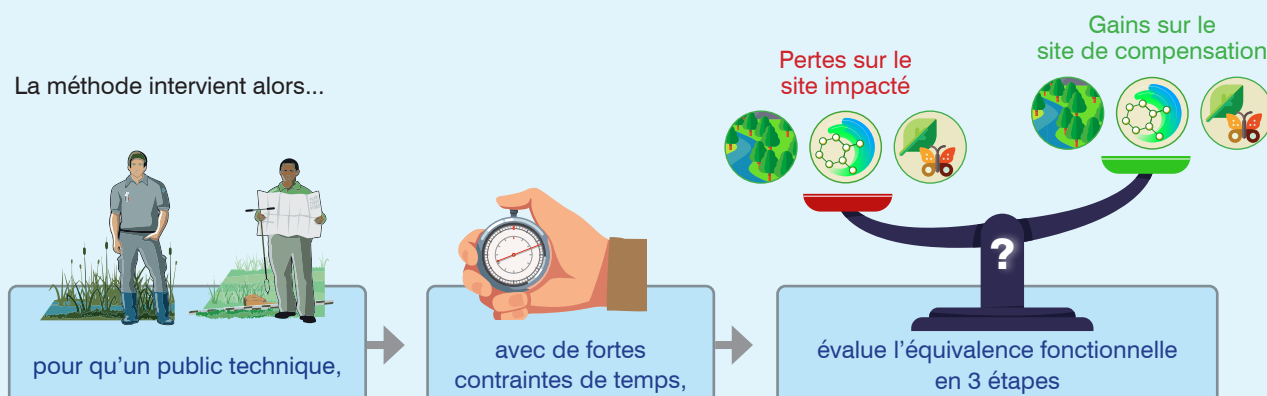 La méthode intervient alors...
Pertes sur le
site impacté
Gains sur le
site de compensation
?
pour qu’un public technique,
avec de fortes
contraintes de temps,
évalue l’équivalence fonctionnelle
en 3 étapes